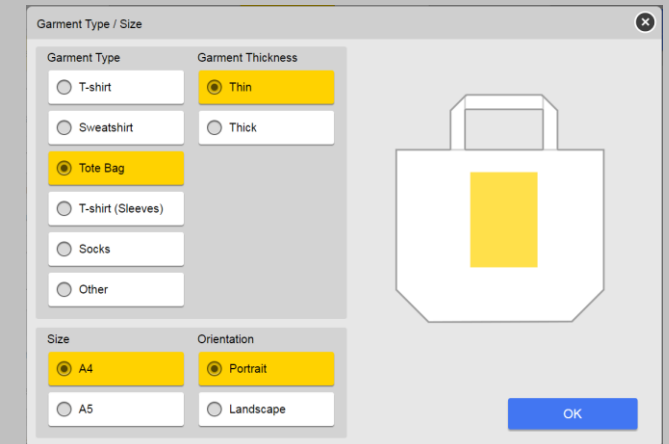 Garment Type / Size
Garment Type
T-shirt
Sweatshirt
Tote Bag
T-shirt (Sleeves)
Socks
Other
Garment Thickness
Thin
Thick
Size
A4
A5
Orientation
Portrait
Landscape
OK